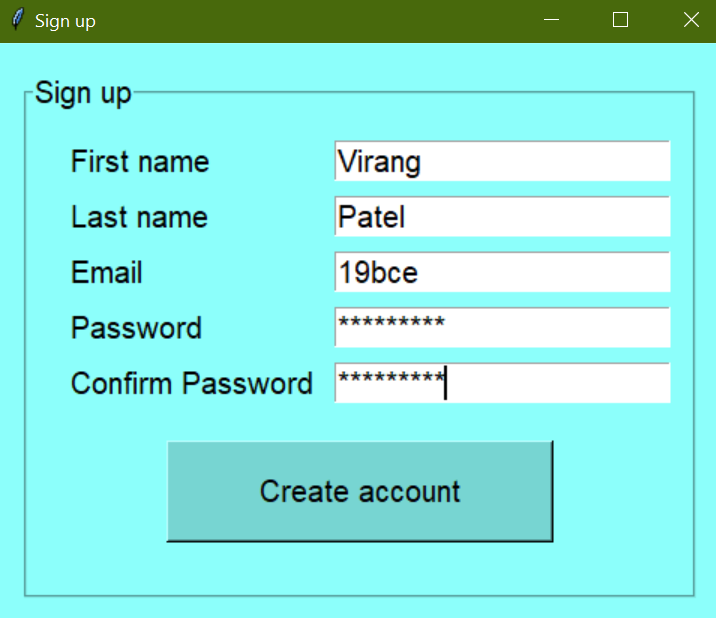 Sign up
Sign up
First name Virang
Last name Patel
Email 19bce
Password *********
Confirm Password *********
Create account